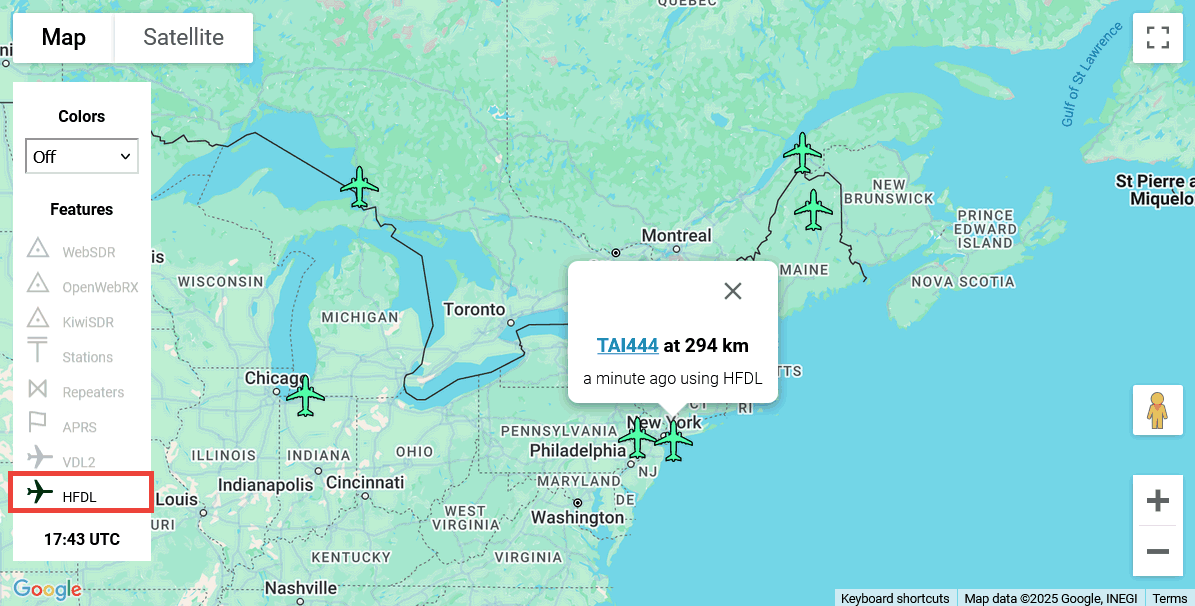 QUÉBEC
Map
Satellite
Gulf of St Lawrence
Colors
Off
Features
WebSDR
OpenWebRX
KiwiSDR
Stations
Repeaters
APRS
VDL2
HFDL
17:43 UTC
St Pierre a
Miquelo
NEW
BRUNSWICK
PRINCE
EDWARD
ISLAND
NOVA SCOTIA
MAINE
Montreal
WISCONSIN
MICHIGAN
Toronto
TAI444 at 294 km
a minute ago using HFDL
TTS
CT
RI
Chicago
New York
PENNSYLVANIA
Philadelphia
NJ
ILLINOIS
INDIANA
OHIO
Indianapolis
Cincinnati
MARYLAND
DE
Louis
URI
WEST
VIRGINIA
Washington
KENTUCKY
VIRGINIA
Nashville
Google
Keyboard shortcuts
Map data ©2025 Google, INEGI
Terms